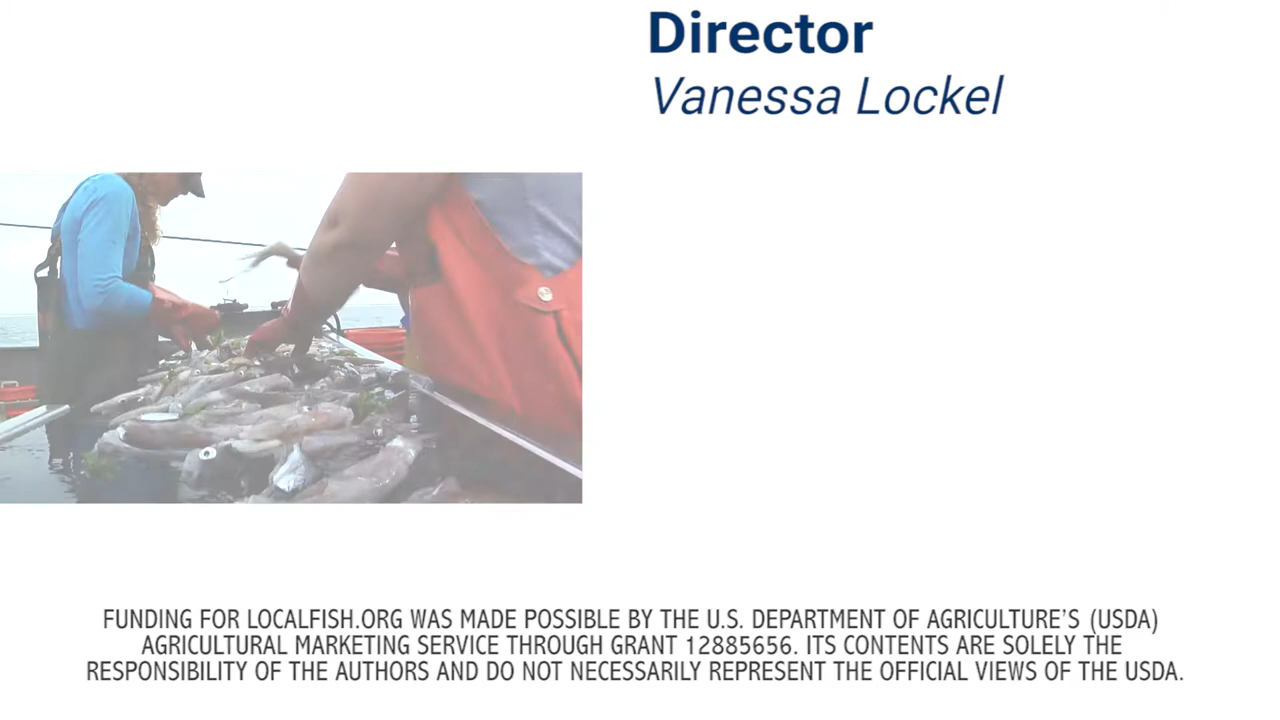 Director
Vanessa Lockel
FUNDING FOR LOCALFISH.ORG WAS MADE POSSIBLE BY THE U.S. DEPARTMENT OF AGRICULTURE'S (USDA)
AGRICULTURAL MARKETING SERVICE THROUGH GRANT 12885656. ITS CONTENTS ARE SOLELY THE
RESPONSIBILITY OF THE AUTHORS AND DO NOT NECESSARILY REPRESENT THE OFFICIAL VIEWS OF THE USDA.